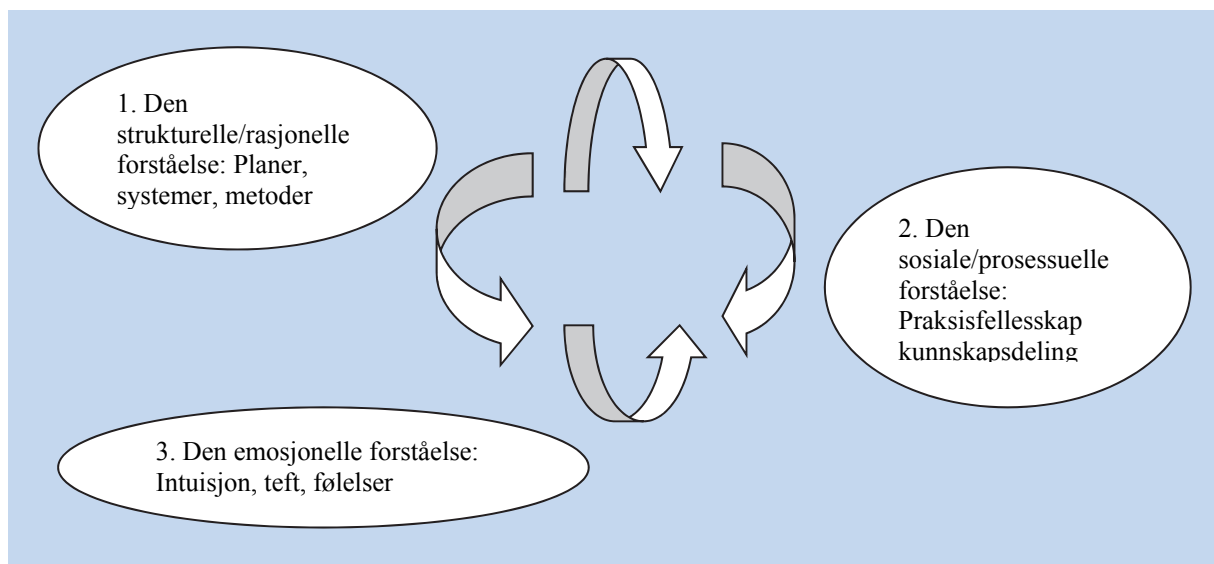 1. Den
strukturelle/rasjonelle
forståelse: Planer,
systemer, metoder
2. Den
sosiale/prosessuelle
forståelse:
Praksisfellesskap
kunnskapsdeling
3. Den emosjonelle forståelse:
Intuisjon, teft, følelser